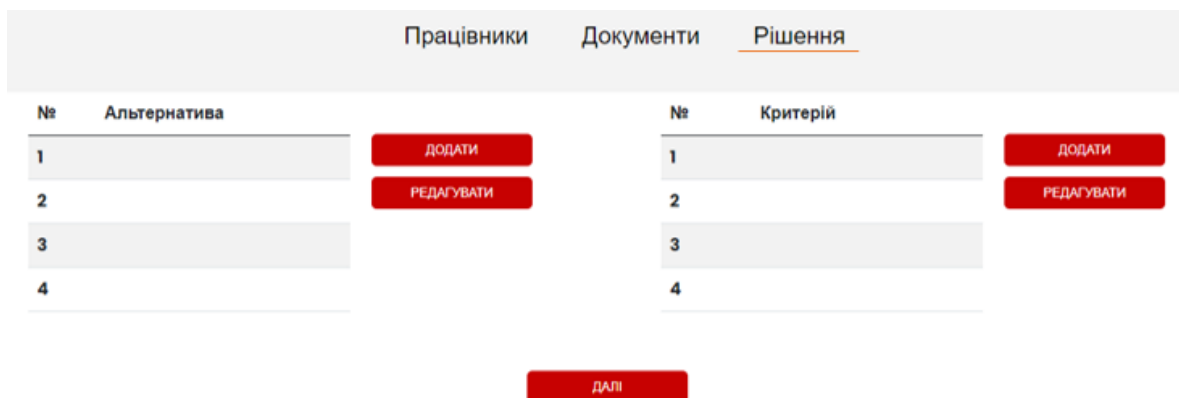 Працівники Документи Рішення
№ Альтернатива
1
2
3
4
ДОДАТИ
РЕДАГУВАТИ
№ Критерій
1
2
3
4
ДОДАТИ
РЕДАГУВАТИ
ДАЛІ